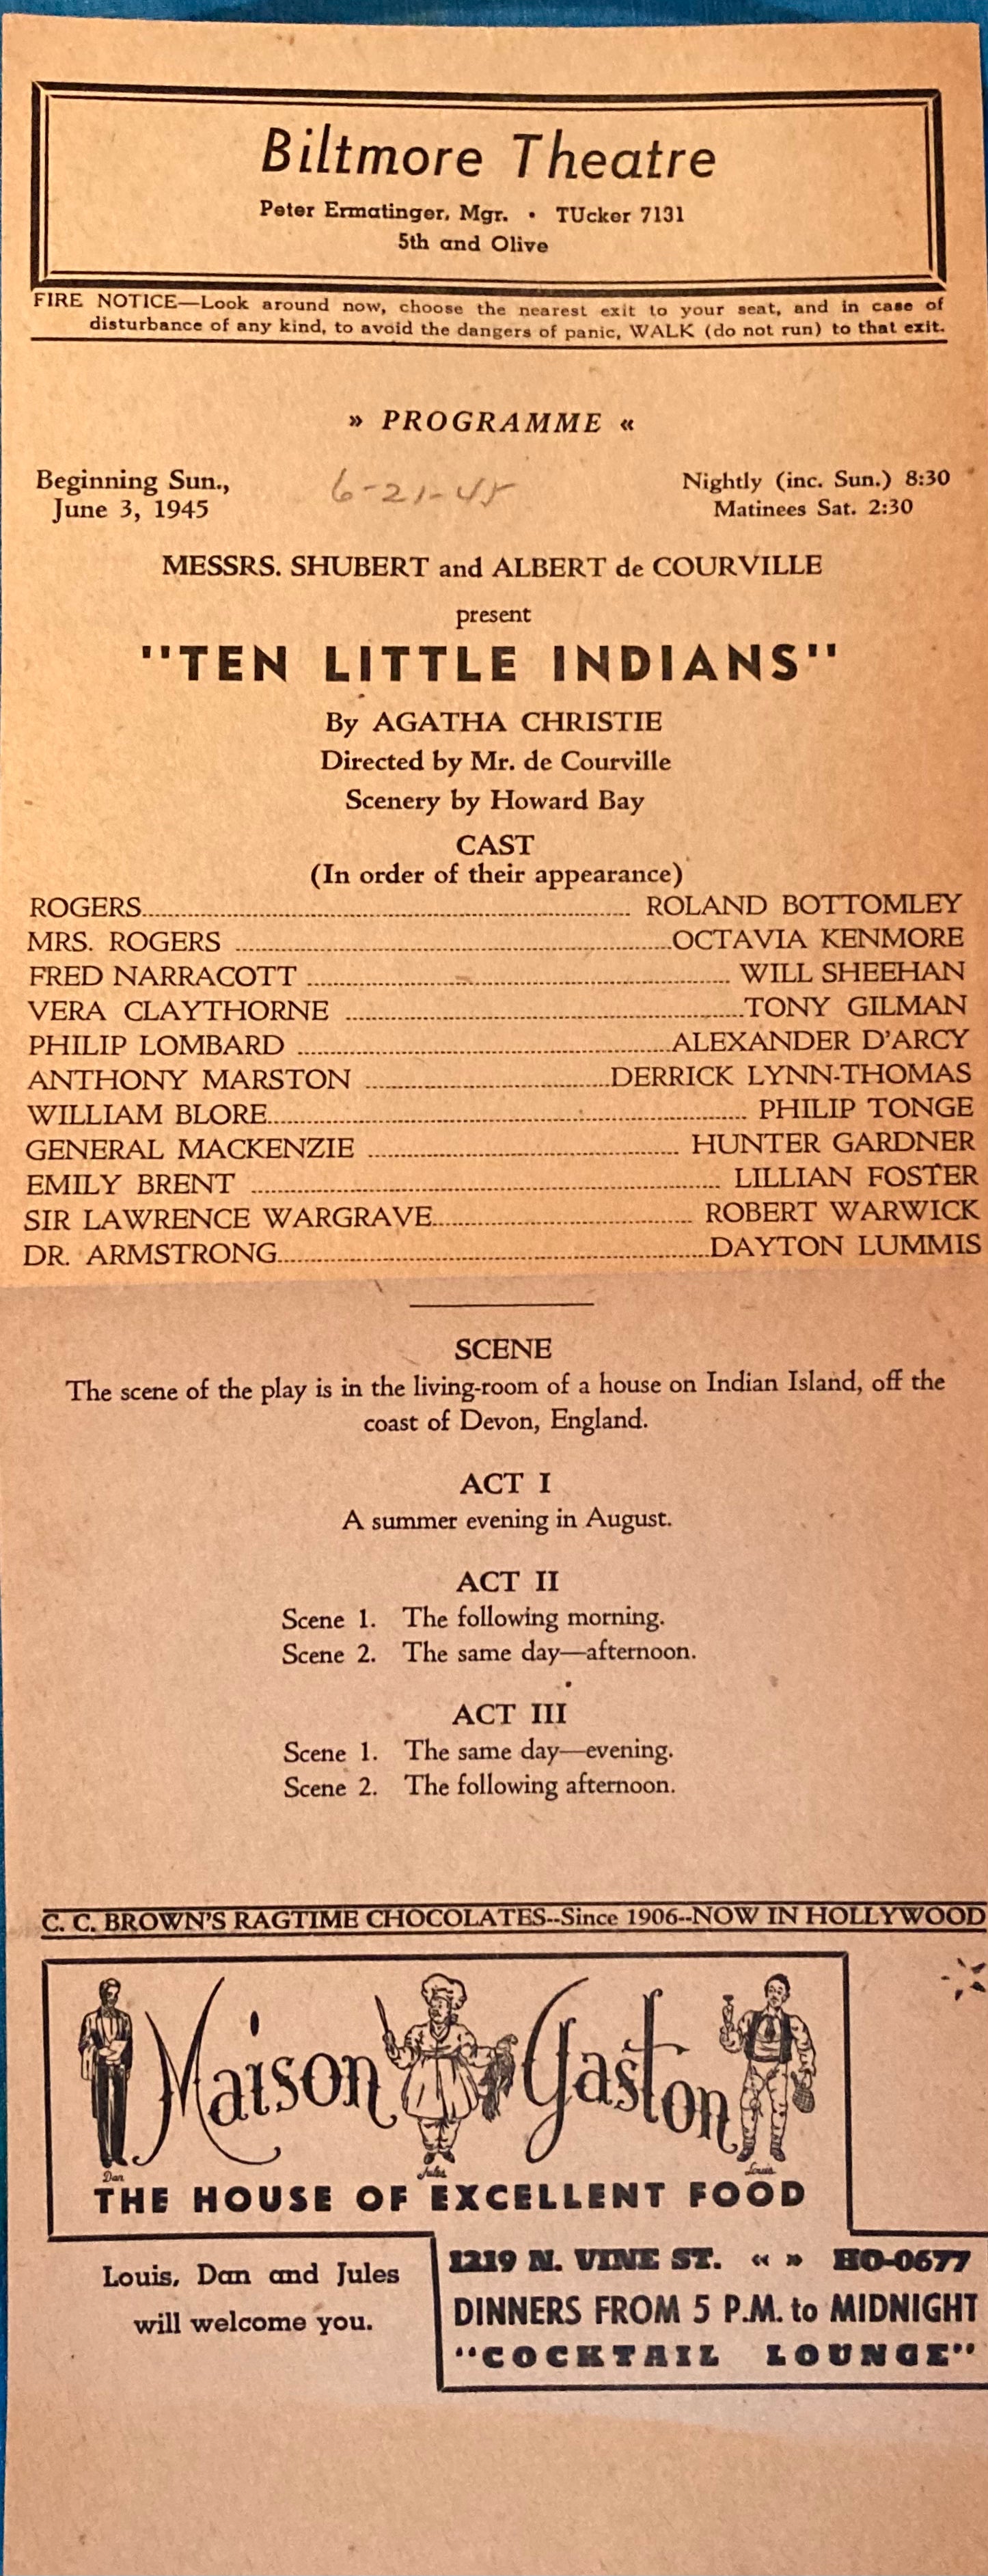 Biltmore Theatre
Peter Ermatinger, Mgr. • TUcker 7131
5th and Olive
FIRE NOTICE—Look around now, choose the nearest exit to your seat, and in case of
disturbance of any kind, to avoid the dangers of panic, WALK (do not run) to that exit.
» PROGRAMME «
Beginning Sun., 6-21-45 Nightly (inc. Sun.) 8:30
June 3, 1945 Matinees Sat. 2:30
MESSRS. SHUBERT and ALBERT de COURVILLE
present
"TEN LITTLE INDIANS"
By AGATHA CHRISTIE
Directed by Mr. de Courville
Scenery by Howard Bay
CAST
(In order of their appearance)
ROGERS ROLAND BOTTOMLEY
MRS. ROGERS OCTAVIA KENMORE
FRED NARRACOTT WILL SHEEHAN
VERA CLAYTHORNE TONY GILMAN
PHILIP LOMBARD ALEXANDER D'ARCY
ANTHONY MARSTON DERRICK LYNN-THOMAS
WILLIAM BLORE PHILIP TONGE
GENERAL MACKENZIE HUNTER GARDNER
EMILY BRENT LILLIAN FOSTER
SIR LAWRENCE WARGRAVE ROBERT WARWICK
DR. ARMSTRONG DAYTON LUMMIS
SCENE
The scene of the play is in the living-room of a house on Indian Island, off the
coast of Devon, England.
ACT I
A summer evening in August.
ACT II
Scene 1. The following morning.
Scene 2. The same day—afternoon.
ACT III
Scene 1. The same day—evening.
Scene 2. The following afternoon.
C. C. BROWN'S RAGTIME CHOCOLATES--Since 1906--NOW IN HOLLYWOOD
Maison Gaston
Dan Jules Louis
THE HOUSE OF EXCELLENT FOOD
Louis, Dan and Jules
will welcome you.
1219 N. VINE ST. « » HO-0677
DINNERS FROM 5 P.M. to MIDNIGHT
"COCKTAIL LOUNGE"